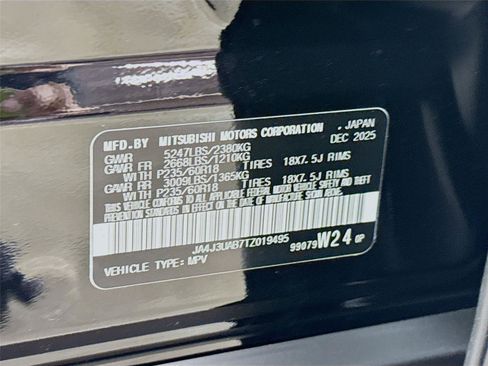 MFD.BY MITSUBISHI MOTORS CORPORATION , JAPAN
DEC 2025
GVWR 5247LBS/2380KG
GAWR FR 2668LBS/1210KG
WITH P235/60R18 TIRES 18X7.5J RIMS
GAWR RR 3009LBS/1365KG
WITH P235/60R18 TIRES 18X7.5J RIMS
THIS VEHICLE CONFORMS TO ALL APPLICABLE FEDERAL MOTOR VEHICLE SAFETY AND THEFT
PREVENTION STANDARDS IN EFFECT ON THE DATE OF MANUFACTURE SHOWN ABOVE.
JA4J3UAB7TZ019495
99079 W24 OP
VEHICLE TYPE: MPV